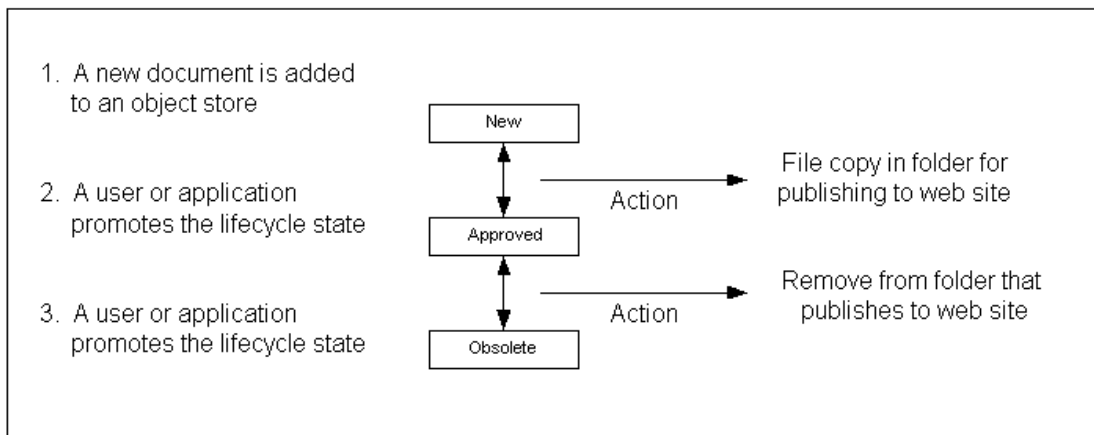 1. A new document is added
to an object store
New
2. A user or application
promotes the lifecycle state
Action
File copy in folder for
publishing to web site
Approved
3. A user or application
promotes the lifecycle state
Action
Remove from folder that
publishes to web site
Obsolete